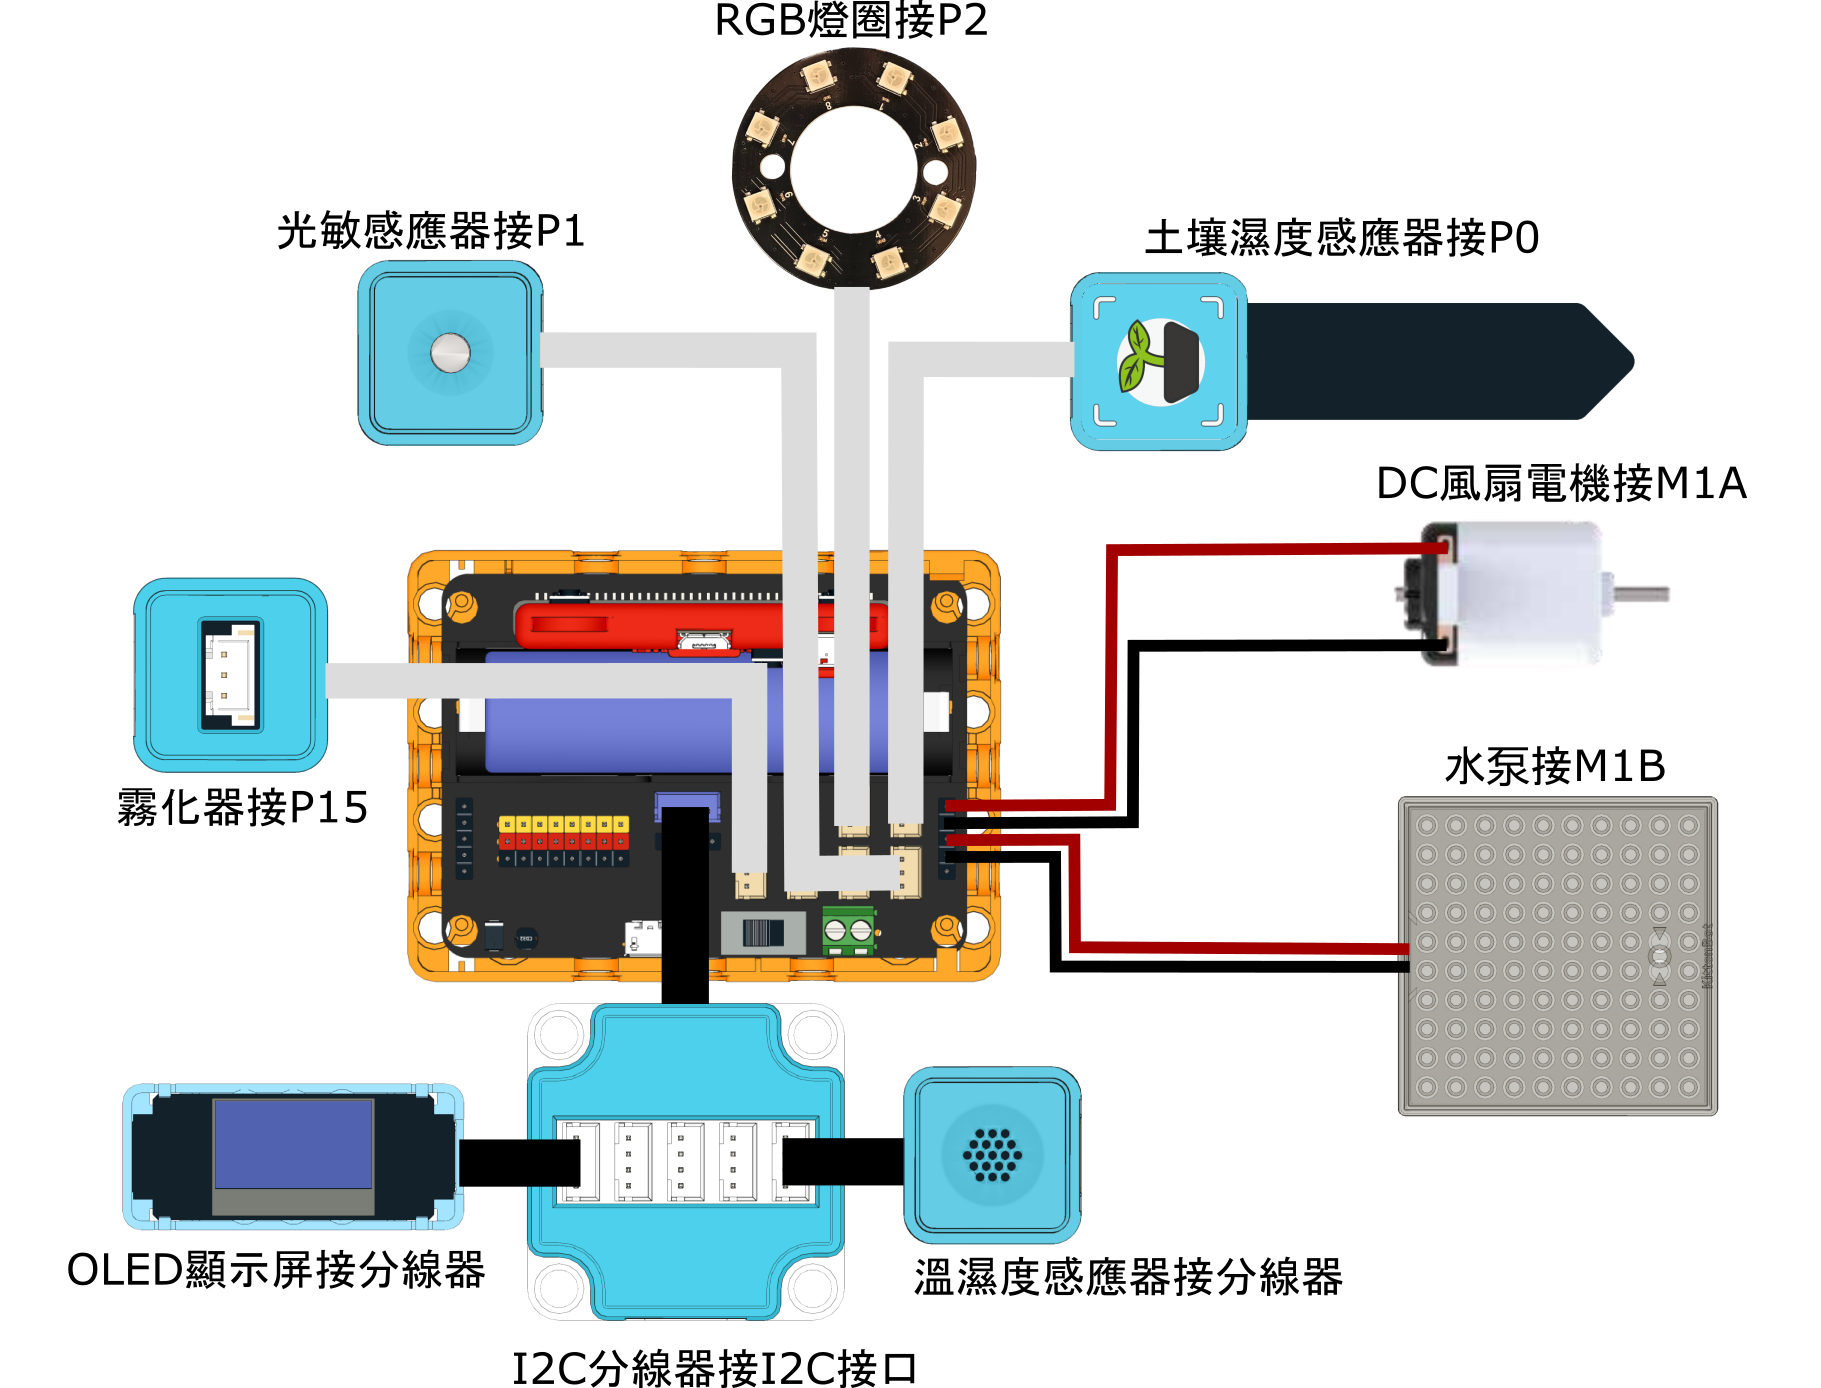 RGB燈圈接P2
光敏感應器接P1
土壤濕度感應器接P0
DC風扇電機接M1A
水泵接M1B
霧化器接P15
KittenBot
OLED顯示屏接分線器
溫濕度感應器接分線器
I2C分線器接I2C接口